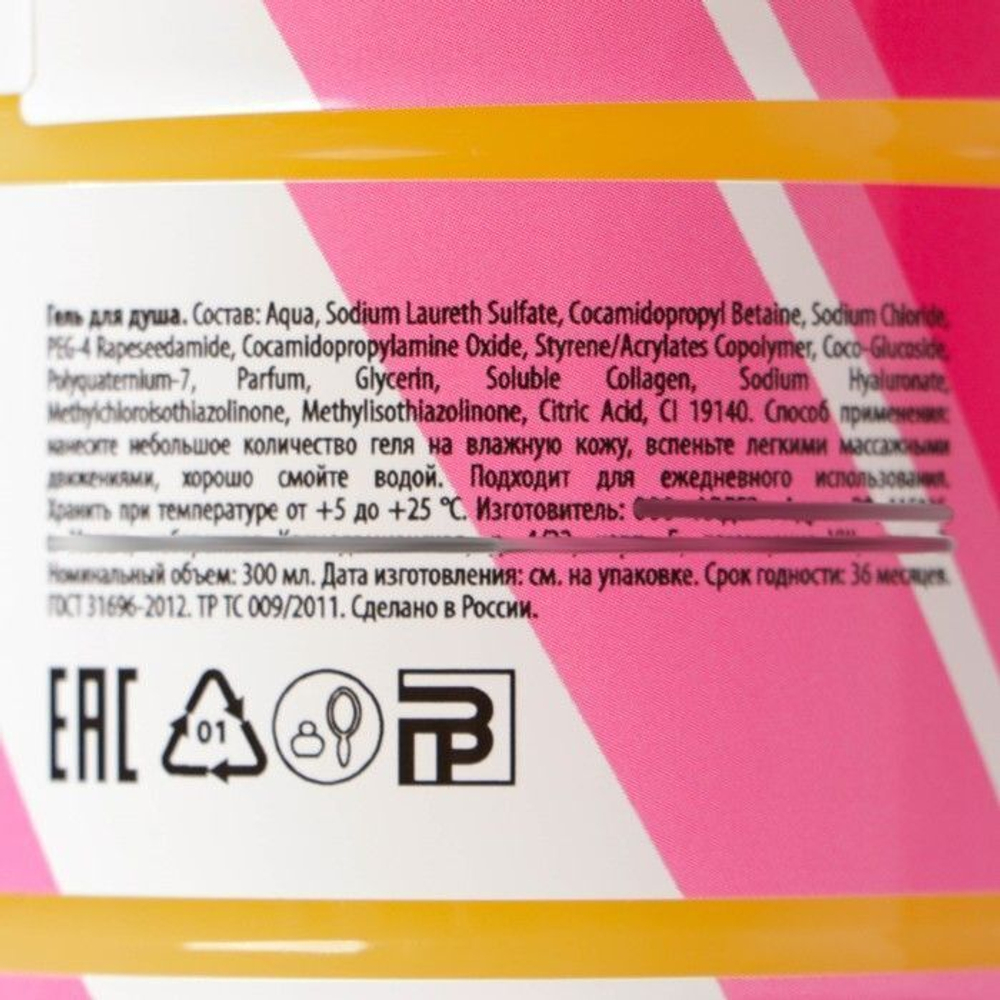 Гель для душа. Состав: Aqua, Sodium Laureth Sulfate, Cocamidopropyl Betaine, Sodium Chloride,
PEG-4 Rapeseedamide, Cocamidopropylamine Oxide, Styrene/Acrylates Copolymer, Coco-Glucoside,
Polyquaternium-7, Parfum, Glycerin, Soluble Collagen, Sodium Hyaluronate,
Methylchloroisothiazolinone, Methylisothiazolinone, Citric Acid, CI 19140. Способ применения:
нанесите небольшое количество геля на влажную кожу, вспеньте легкими массажными
движениями, хорошо смойте водой. Подходит для ежедневного использования.
Хранить при температуре от +5 до +25 °C. Изготовитель:
Номинальный объем: 300 мл. Дата изготовления: см. на упаковке. Срок годности: 36 месяцев.
ГОСТ 31696-2012. ТР ТС 009/2011. Сделано в России.
EAC 01